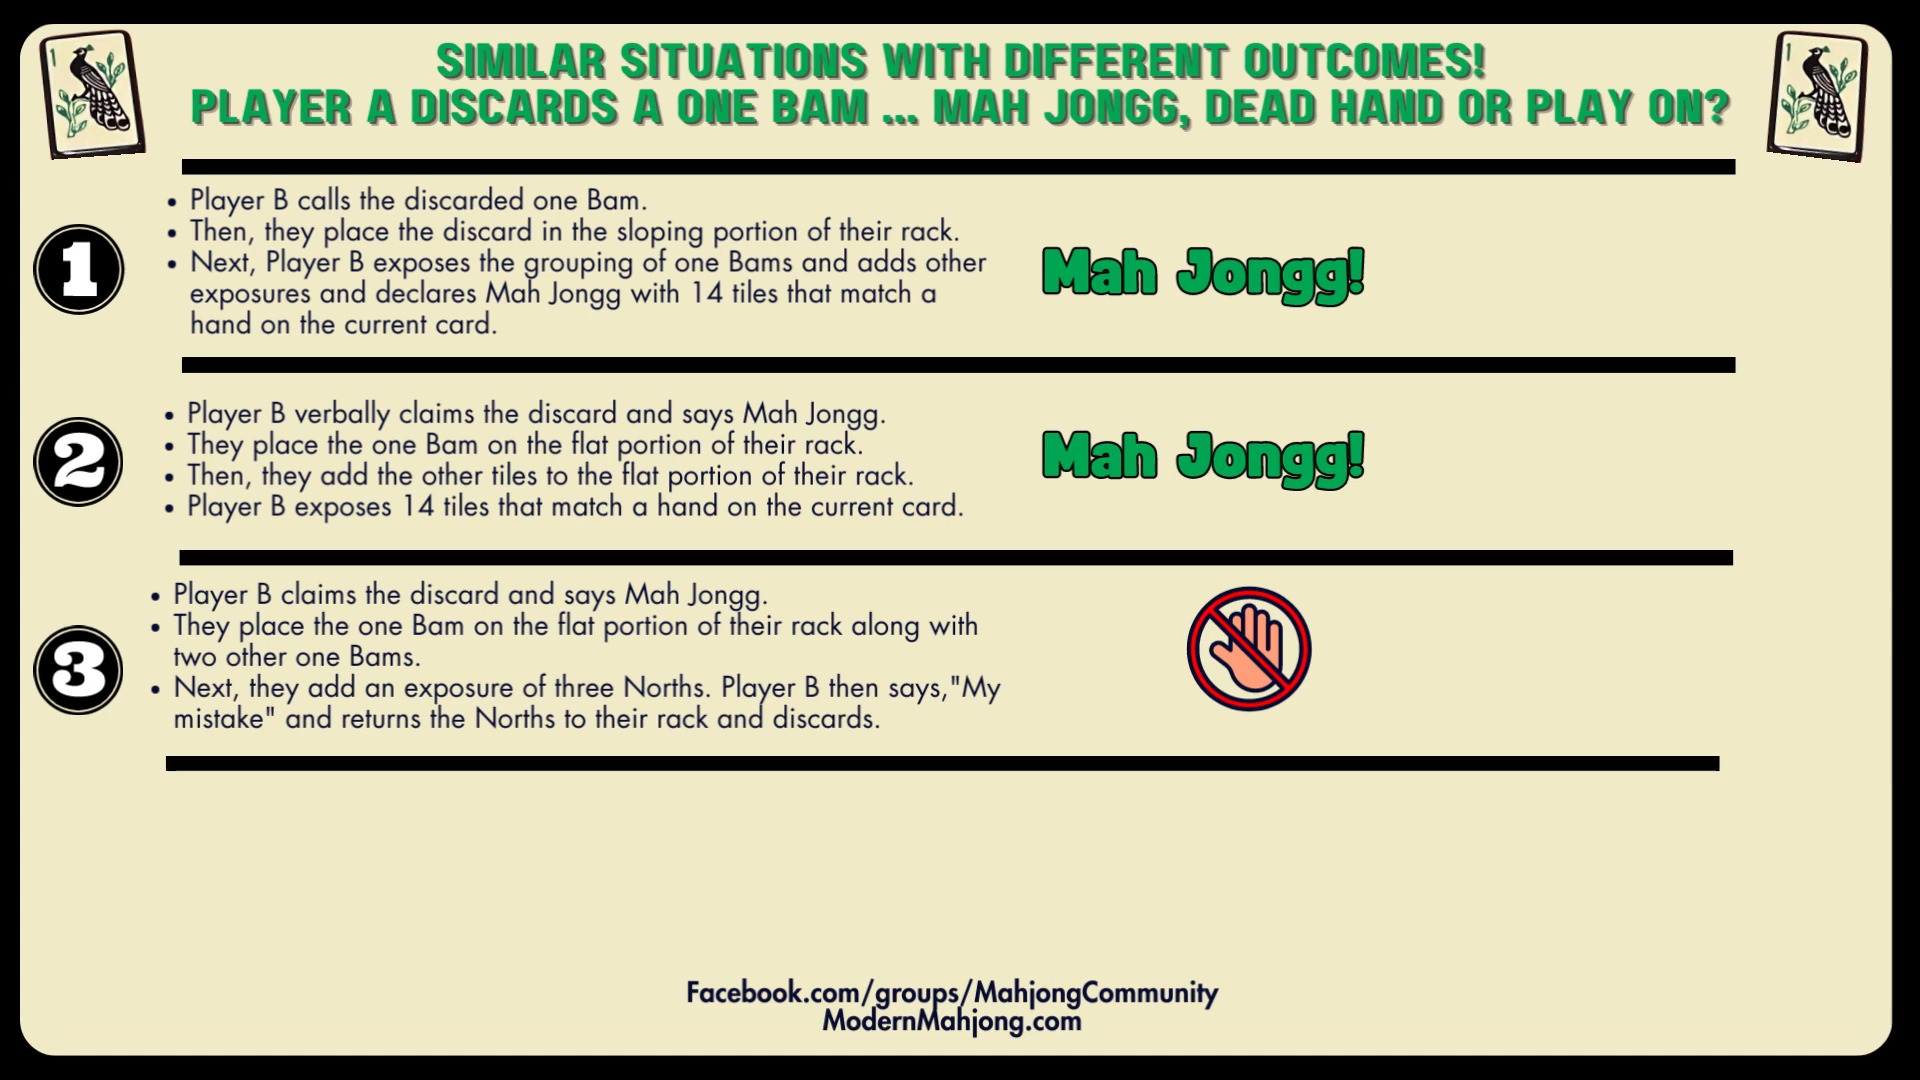 SIMILAR SITUATIONS WITH DIFFERENT OUTCOMES!
PLAYER A DISCARDS A ONE BAM ... MAH JONGG, DEAD HAND OR PLAY ON?
1
1
1
• Player B calls the discarded one Bam.
• Then, they place the discard in the sloping portion of their rack.
• Next, Player B exposes the grouping of one Bams and adds other
exposures and declares Mah Jongg with 14 tiles that match a
hand on the current card.
Mah Jongg!
2
• Player B verbally claims the discard and says Mah Jongg.
• They place the one Bam on the flat portion of their rack.
• Then, they add the other tiles to the flat portion of their rack.
• Player B exposes 14 tiles that match a hand on the current card.
Mah Jongg!
3
• Player B claims the discard and says Mah Jongg.
• They place the one Bam on the flat portion of their rack along with
two other one Bams.
• Next, they add an exposure of three Norths. Player B then says,"My
mistake" and returns the Norths to their rack and discards.
Facebook.com/groups/MahjongCommunity
ModernMahjong.com